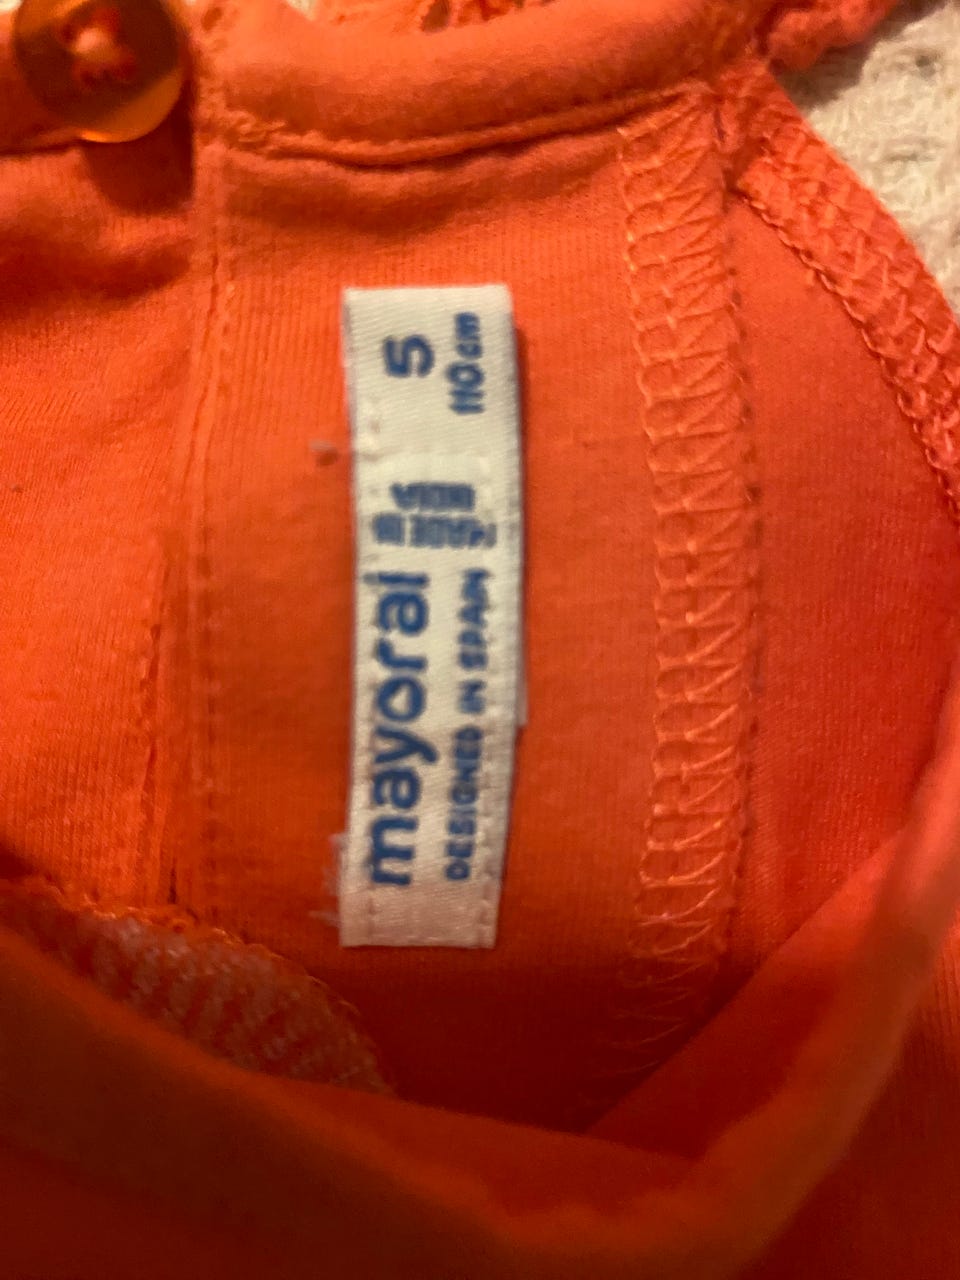 mayoral
DESIGNED IN SPAIN
5
110cm